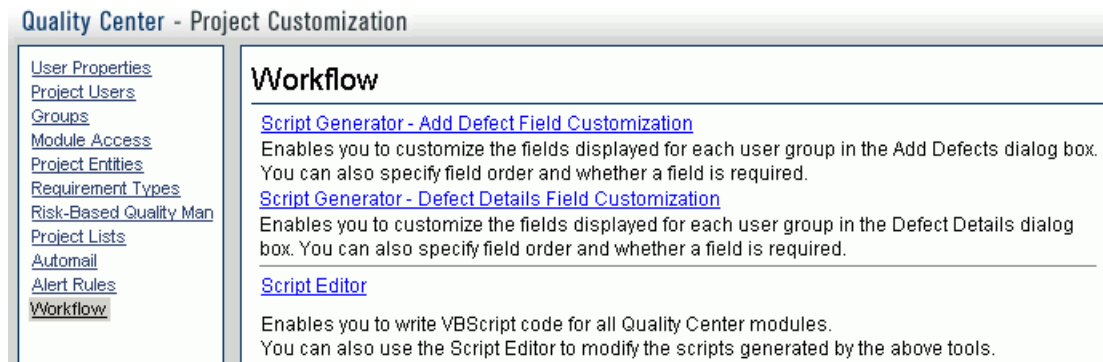 Quality Center - Project Customization
User Properties
Project Users
Groups
Module Access
Project Entities
Requirement Types
Risk-Based Quality Man
Project Lists
Automail
Alert Rules
Workflow
Workflow
Script Generator - Add Defect Field Customization
Enables you to customize the fields displayed for each user group in the Add Defects dialog box.
You can also specify field order and whether a field is required.
Script Generator - Defect Details Field Customization
Enables you to customize the fields displayed for each user group in the Defect Details dialog
box. You can also specify field order and whether a field is required.
Script Editor
Enables you to write VBScript code for all Quality Center modules.
You can also use the Script Editor to modify the scripts generated by the above tools.